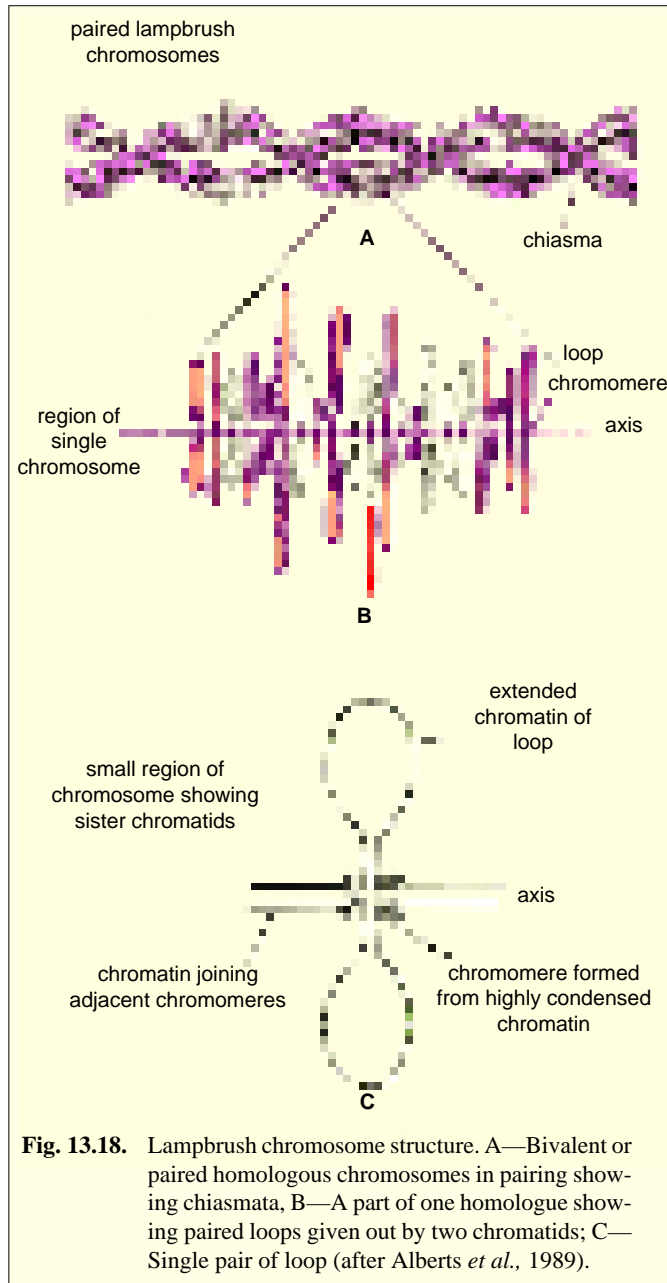 paired lampbrush
chromosomes
A
chiasma
loop
chromomere
region of
single
chromosome
axis
B
extended
chromatin of
loop
small region of
chromosome showing
sister chromatids
axis
chromatin joining
adjacent chromomeres
chromomere formed
from highly condensed
chromatin
C
Fig. 13.18. Lampbrush chromosome structure. A—Bivalent or
paired homologous chromosomes in pairing show-
ing chiasmata, B—A part of one homologue show-
ing paired loops given out by two chromatids; C—
Single pair of loop (after Alberts et al., 1989).